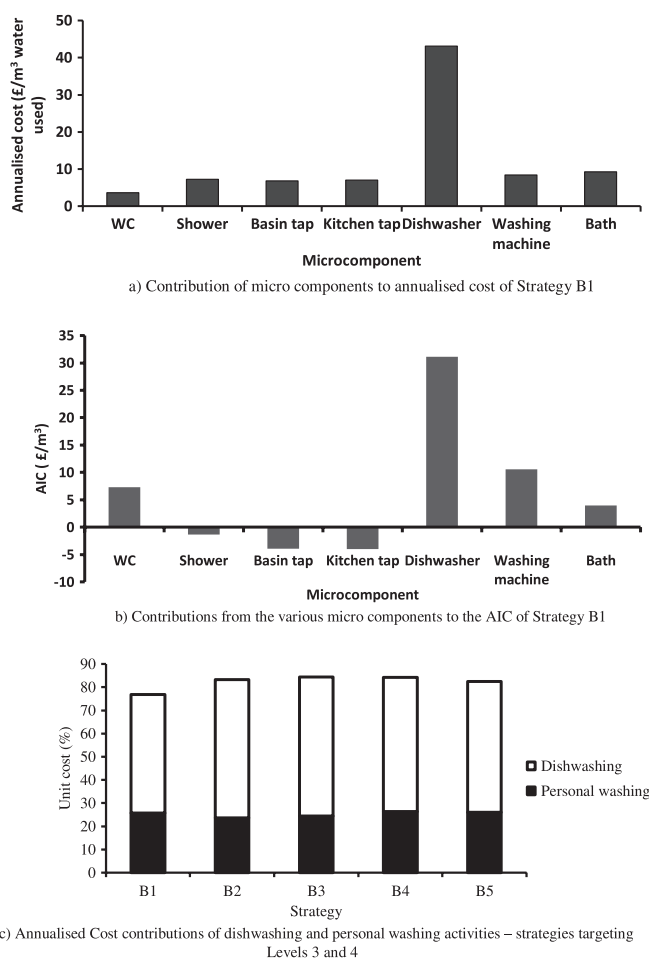 50
40
30
20
10
0
Annualised cost (£/m³ water
used)
WC Shower Basin tap Kitchen tap Dishwasher Washing Bath
machine
Microcomponent
a) Contribution of micro components to annualised cost of Strategy B1
35
30
25
20
15
10
5
0
-5
-10
AIC ( £/m³)
WC Shower Basin tap Kitchen tap Dishwasher Washing Bath
machine
Microcomponent
b) Contributions from the various micro components to the AIC of Strategy B1
90
80
70
60
50
40
30
20
10
0
Unit cost (%)
Dishwashing
Personal washing
B1 B2 B3 B4 B5
Strategy
c) Annualised Cost contributions of dishwashing and personal washing activities – strategies targeting
Levels 3 and 4